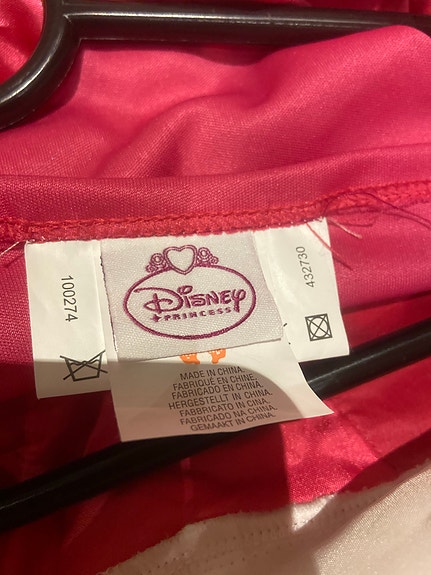 100274
432730
Disney
PRINCESS
MADE IN CHINA.
FABRIQUÉ EN CHINE.
FABRICADO EN CHINA.
HERGESTELLT IN CHINA.
FABBRICATO IN CINA.
FABRICADO NA CHINA.
GEMAAKT IN CHINA.